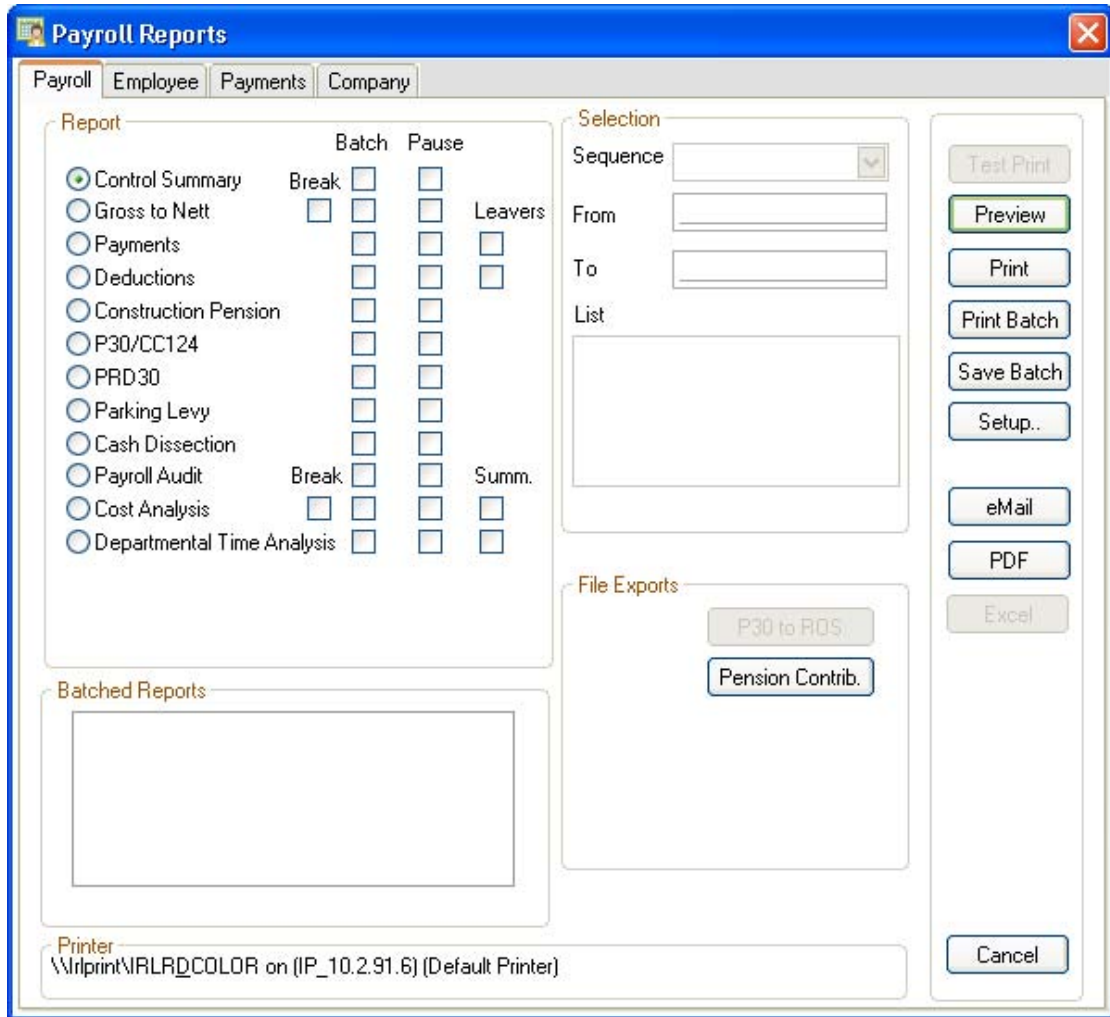 Payroll Reports
Payroll Employee Payments Company
Report
Batch Pause
Control Summary Break
Gross to Nett Leavers
Payments
Deductions
Construction Pension
P30/CC124
PRD30
Parking Levy
Cash Dissection
Payroll Audit Break Summ.
Cost Analysis
Departmental Time Analysis
Batched Reports
Selection
Sequence
From
To
List
File Exports
P30 to ROS
Pension Contrib.
Test Print
Preview
Print
Print Batch
Save Batch
Setup..
eMail
PDF
Excel
Cancel
Printer
\\Irlprint\IRLRDCOLOR on (IP_10.2.91.6) (Default Printer)